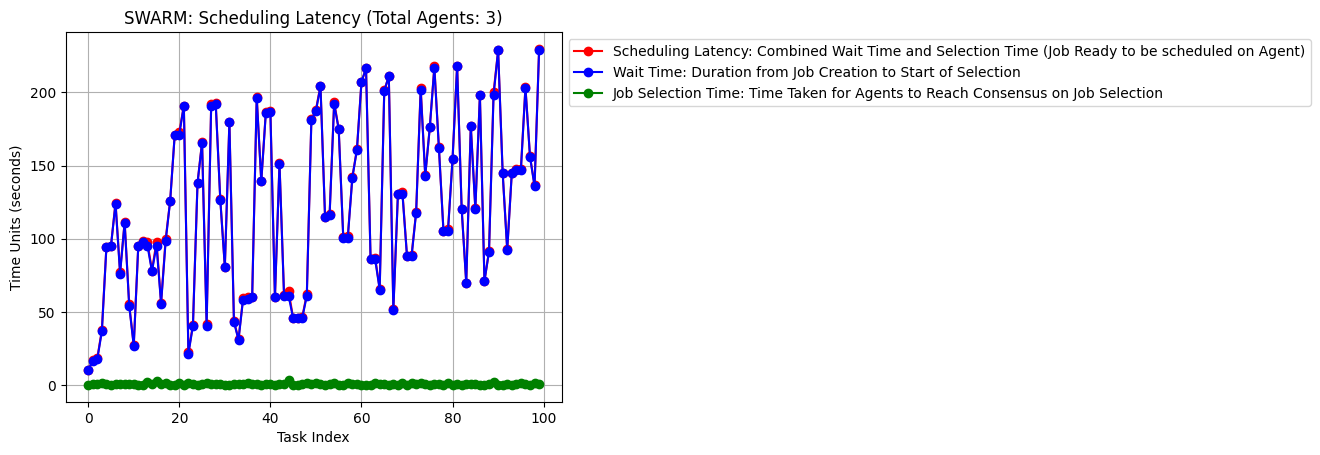 SWARM: Scheduling Latency (Total Agents: 3)
Scheduling Latency: Combined Wait Time and Selection Time (Job Ready to be scheduled on Agent)
Wait Time: Duration from Job Creation to Start of Selection
Job Selection Time: Time Taken for Agents to Reach Consensus on Job Selection
Time Units (seconds)
200
150
100
50
0
0 20 40 60 80 100
Task Index